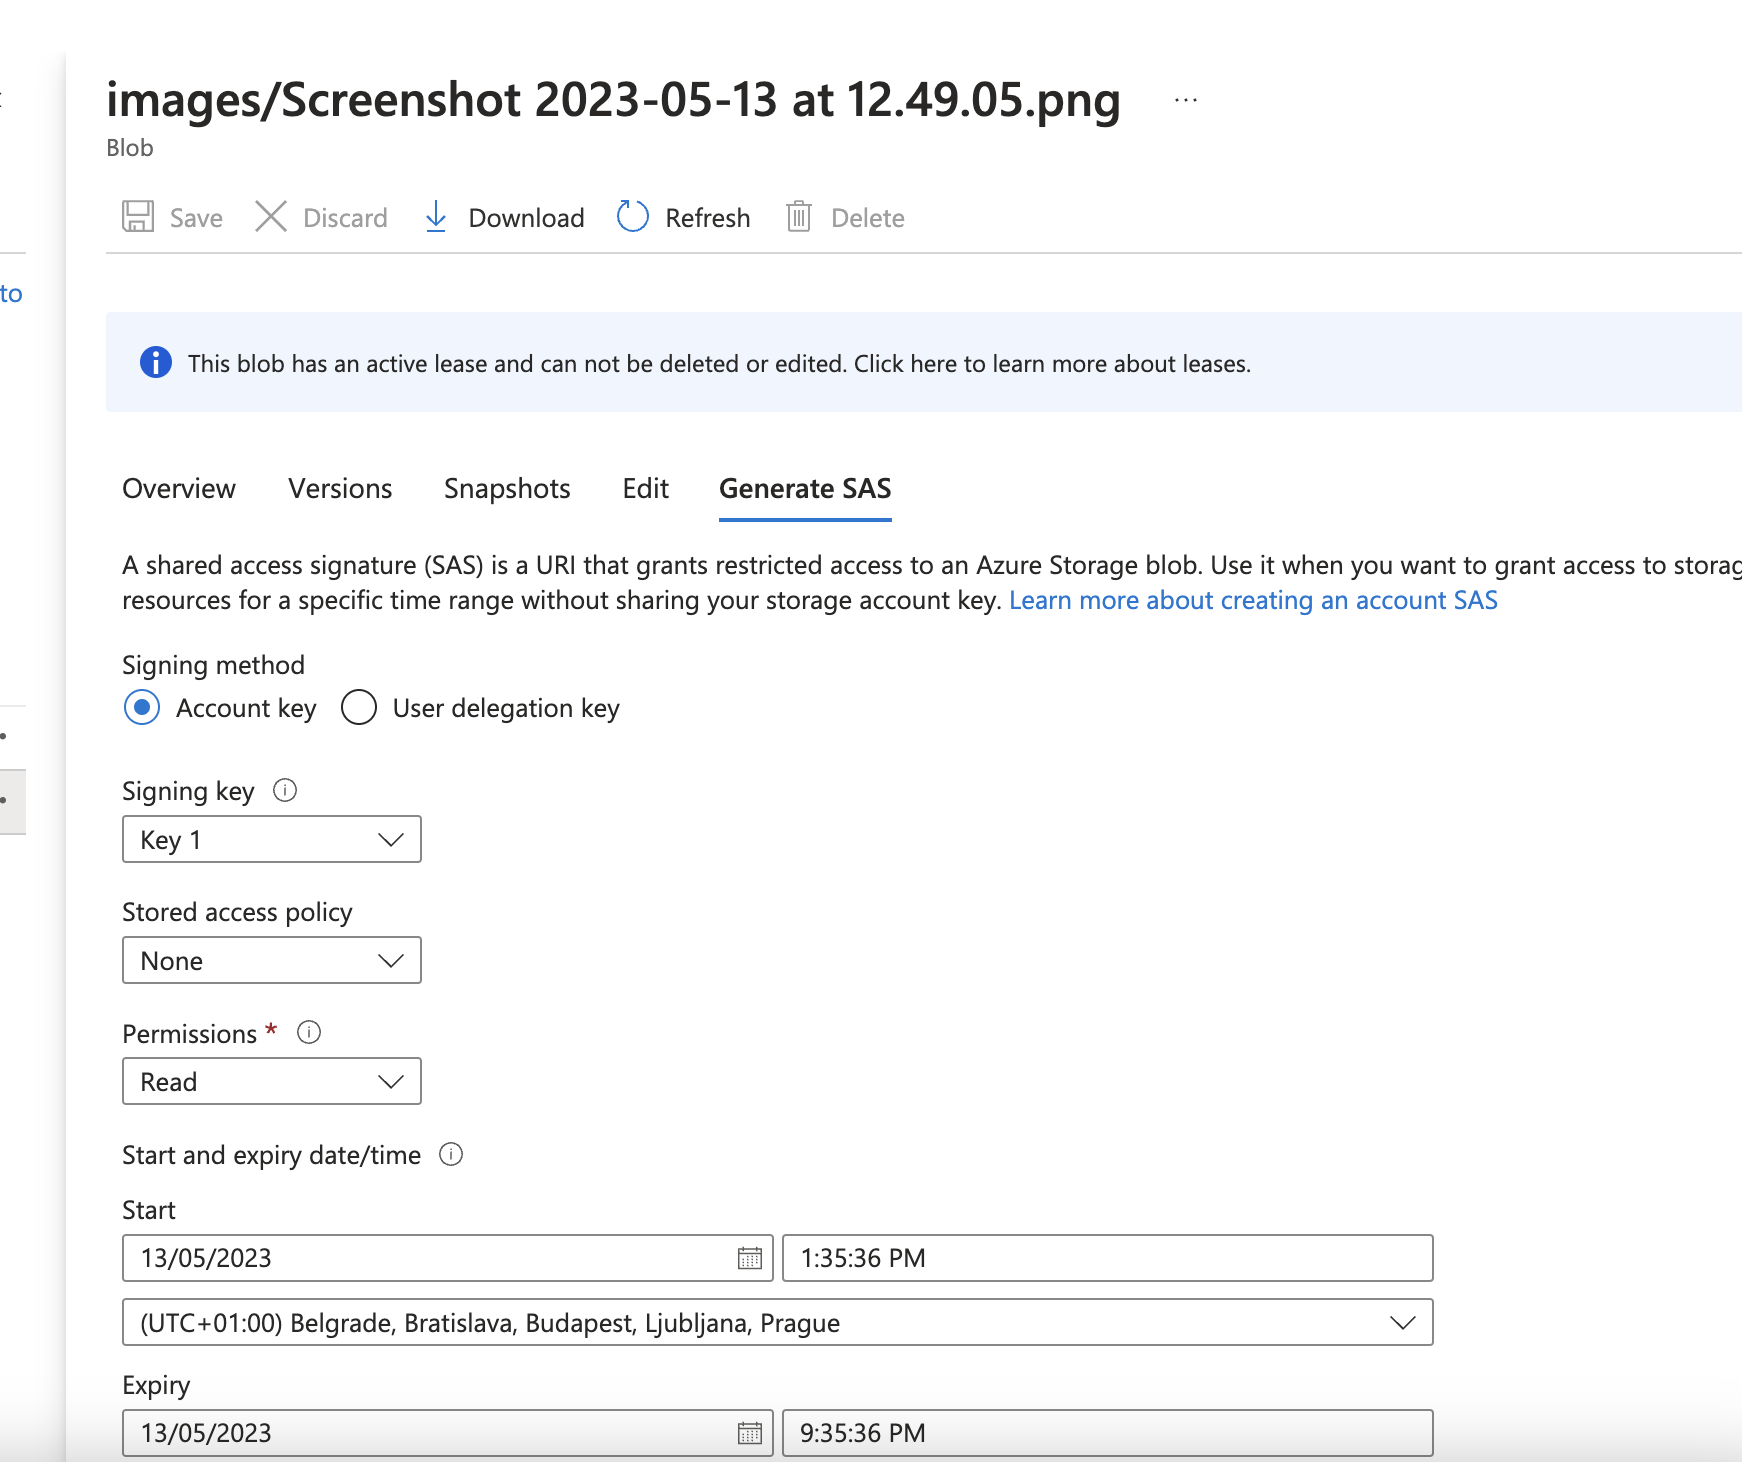 images/Screenshot 2023-05-13 at 12.49.05.png ...
Blob
Save Discard Download Refresh Delete
to
This blob has an active lease and can not be deleted or edited. Click here to learn more about leases.
Overview Versions Snapshots Edit Generate SAS
A shared access signature (SAS) is a URI that grants restricted access to an Azure Storage blob. Use it when you want to grant access to storag
resources for a specific time range without sharing your storage account key. Learn more about creating an account SAS
Signing method
Account key User delegation key
Signing key
Key 1
Stored access policy
None
Permissions *
Read
Start and expiry date/time
Start
13/05/2023 1:35:36 PM
(UTC+01:00) Belgrade, Bratislava, Budapest, Ljubljana, Prague
Expiry
13/05/2023 9:35:36 PM